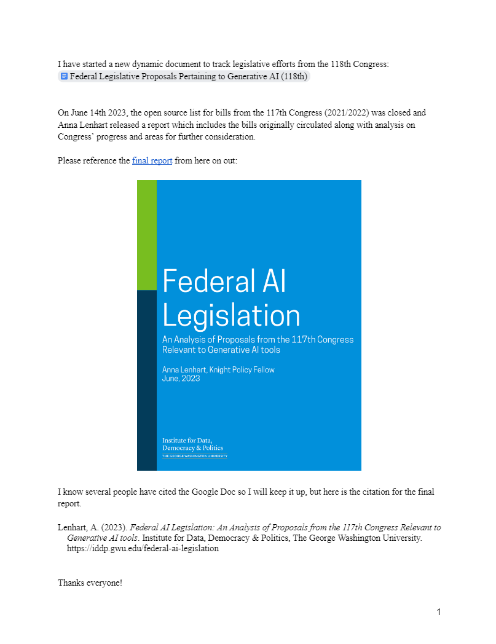 I have started a new dynamic document to track legislative efforts from the 118th Congress:
Federal Legislative Proposals Pertaining to Generative AI (118th)
On June 14th 2023, the open source list for bills from the 117th Congress (2021/2022) was closed and
Anna Lenhart released a report which includes the bills originally circulated along with analysis on
Congress' progress and areas for further consideration.
Please reference the final report from here on out:
Federal AI
Legislation
An Analysis of Proposals from the 117th Congress
Relevant to Generative AI tools
Anna Lenhart, Knight Policy Fellow
June, 2023
Institute for Data,
Democracy & Politics
THE GEORGE WASHINGTON UNIVERSITY
I know several people have cited the Google Doc so I will keep it up, but here is the citation for the final
report.
Lenhart, A. (2023). Federal AI Legislation: An Analysis of Proposals from the 117th Congress Relevant to
Generative AI tools. Institute for Data, Democracy & Politics, The George Washington University.
https://iddp.gwu.edu/federal-ai-legislation
Thanks everyone!
1